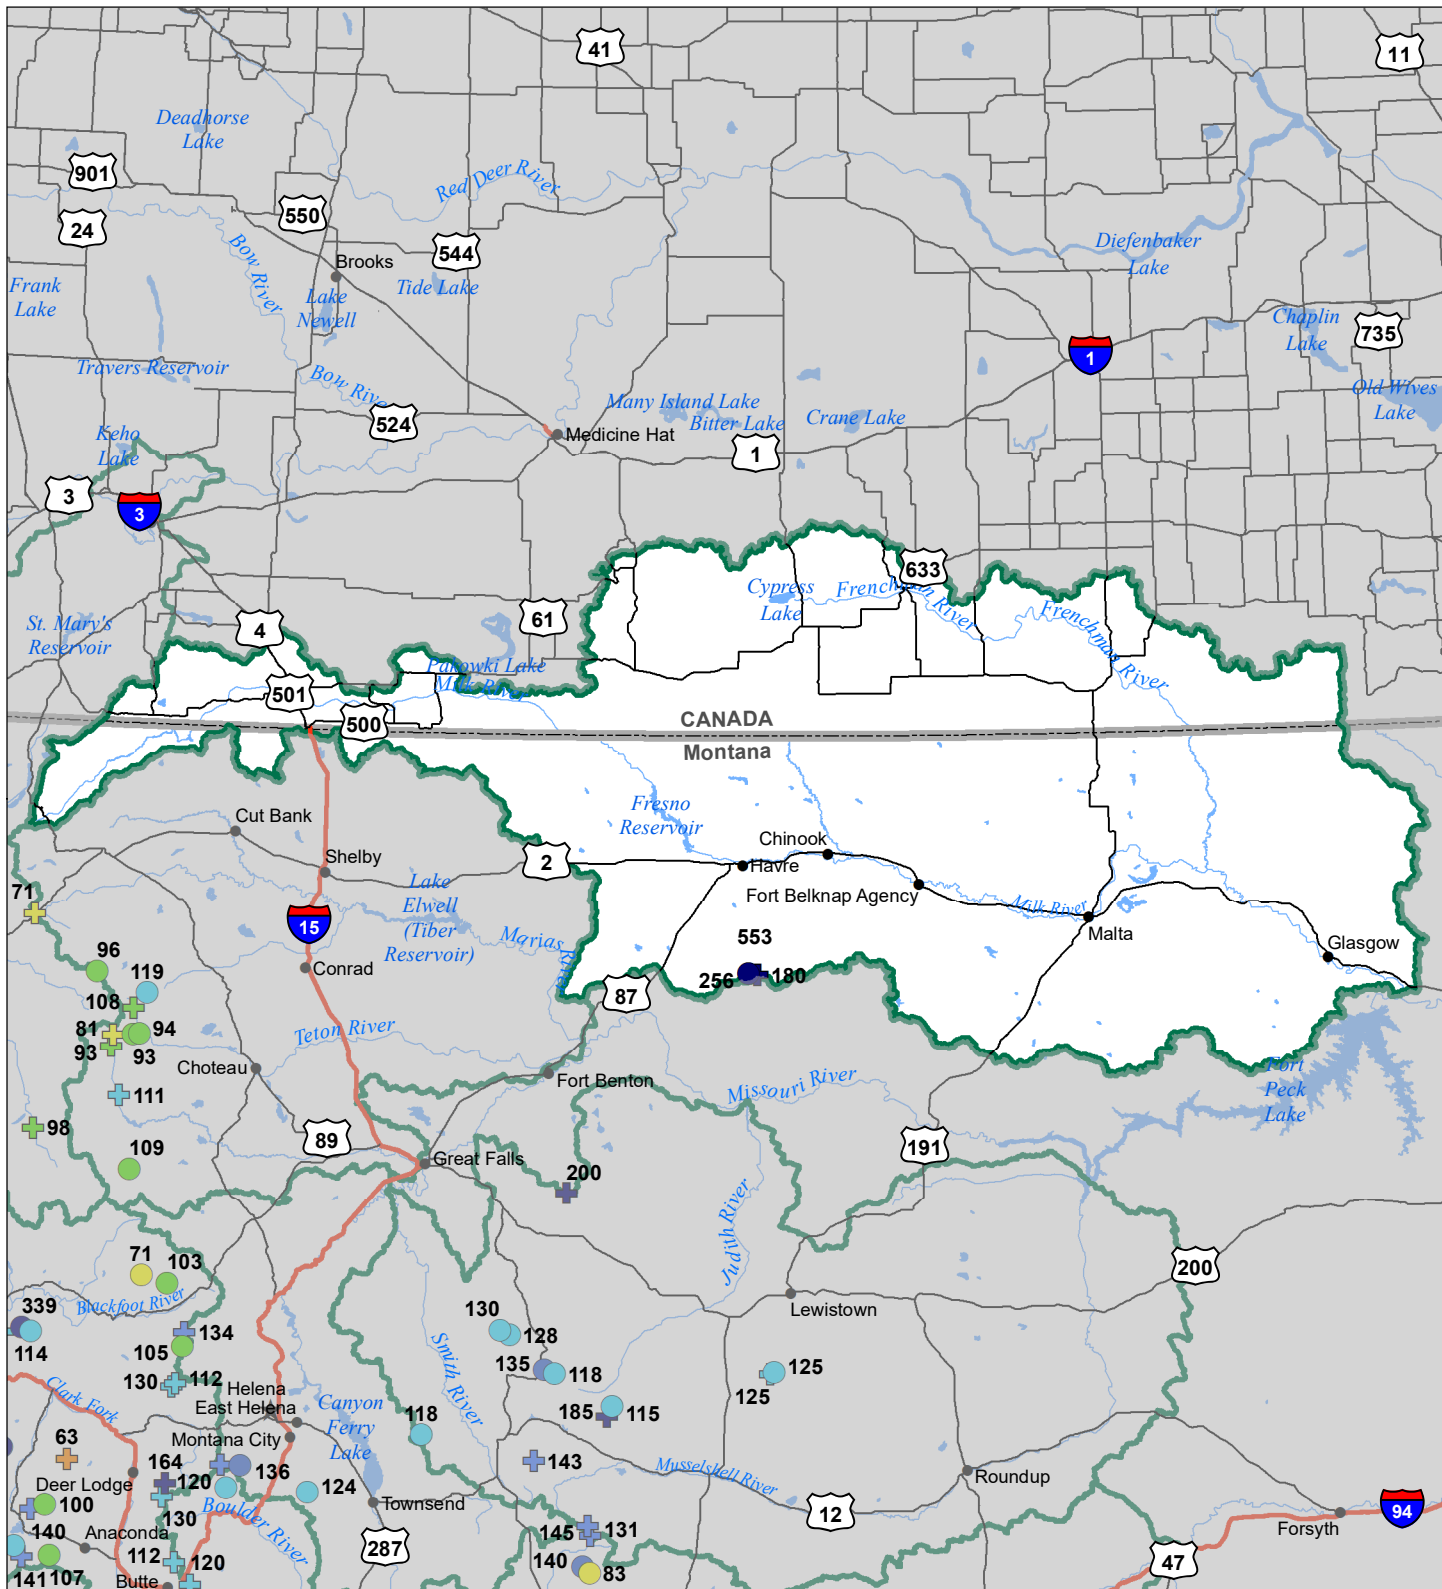 41
11
Deadhorse
Lake
901
24
550
Red Deer River
544
Bow River
Brooks
Diefenbaker
Lake
Frank
Lake
Lake
Newell
Tide Lake
Chaplin
Lake
735
1
Travers Reservoir
Bow River
524
Many Island Lake
Bitter Lake
Crane Lake
Old Wives
Lake
Medicine Hat
1
Keho
Lake
3
3
633
Cypress
Lake
Frenchman River
Frenchman River
St. Mary's
Reservoir
4
61
Pakowki Lake
Milk River
501
500
CANADA
Montana
Fresno
Reservoir
Cut Bank
Shelby
Chinook
Havre
2
Fort Belknap Agency
Milk River
Malta
Glasgow
Lake
Elwell
(Tiber
Reservoir)
Marias River
71
15
96
119
Conrad
553
256
180
87
108
81
94
93
93
Teton River
Choteau
Fort Benton
Missouri River
Fort
Peck
Lake
111
98
89
191
109
Great Falls
200
Judith River
71
103
200
Blackfoot River
339
114
134
105
130
128
Lewistown
135
118
125
125
Smith River
130
112
Clark Fork
Helena
East Helena
Canyon
Ferry
Lake
118
185
115
Montana City
63
164
120
136
143
Musselshell River
Roundup
Deer Lodge
100
124
Townsend
130
Boulder River
12
94
Forsyth
140
Anaconda
287
145
131
47
141
107
112
120
140
83
Butte